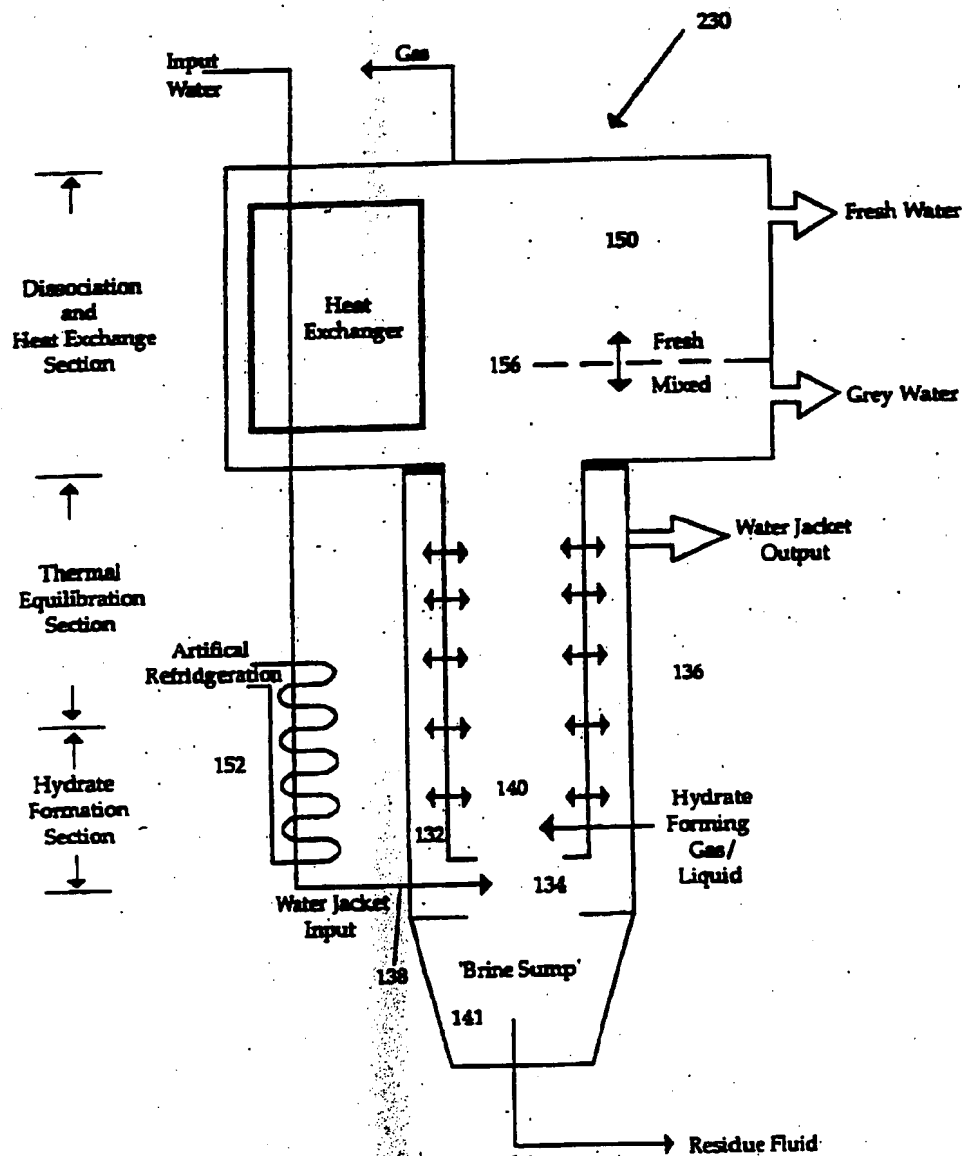 230
Gas
Input
Water
Fresh Water
150
Dissociation
and
Heat Exchange
Section
Heat
Exchanger
156
Fresh
Mixed
Grey Water
Water Jacket
Output
Thermal
Equilibration
Section
Artifical
Refridgeration
136
152
140
Hydrate
Formation
Section
132
Hydrate
Forming
Gas/
Liquid
134
Water Jacket
Input
138
'Brine Sump'
141
Residue Fluid